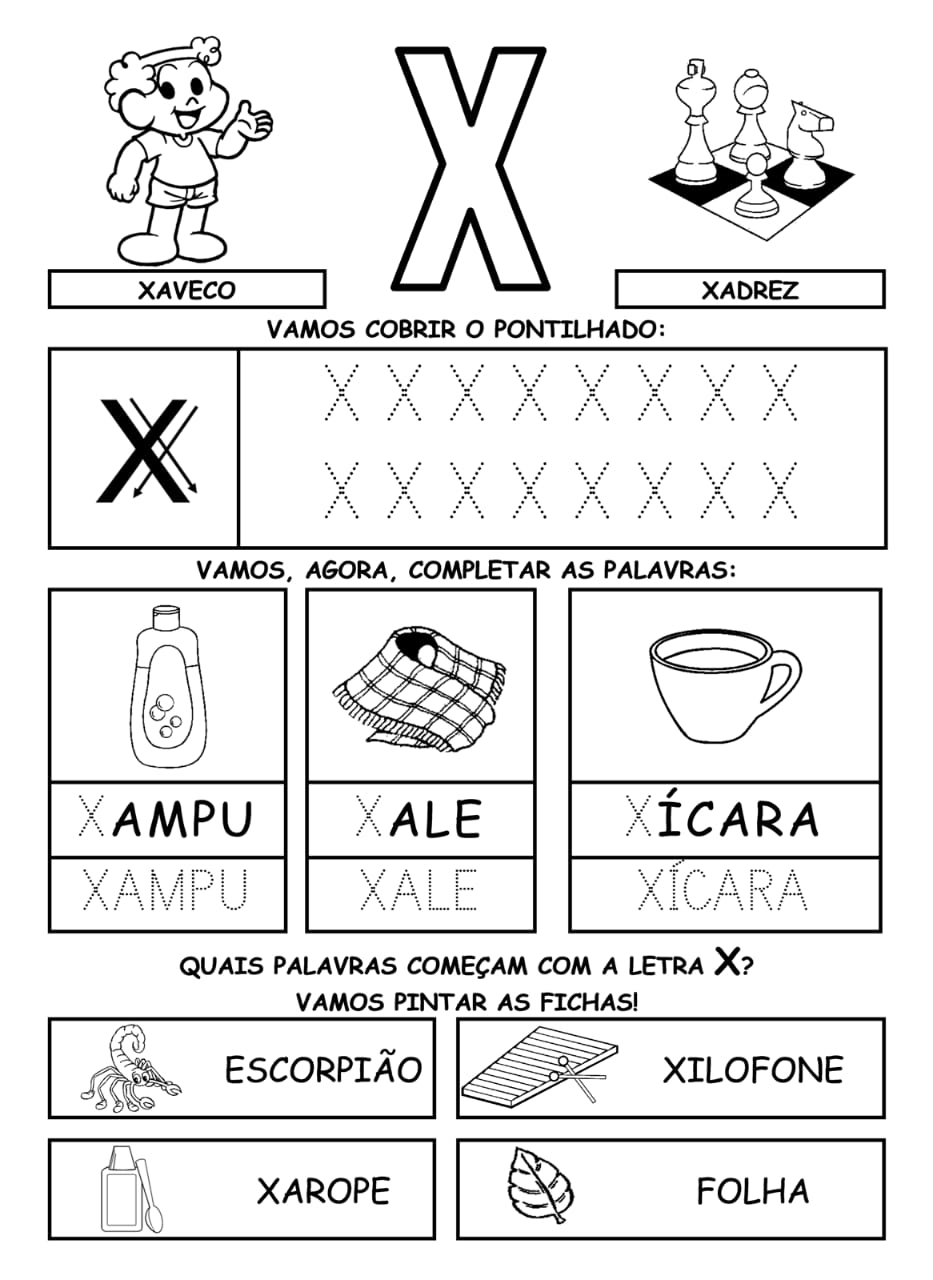 X
XAVECO
XADREZ
VAMOS COBRIR O PONTILHADO:
X X X X X X X X X
X X X X X X X X
VAMOS, AGORA, COMPLETAR AS PALAVRAS:
XAMPU XALE XÍCARA
XAMPU XALE XÍCARA
QUAIS PALAVRAS COMEÇAM COM A LETRA X?
VAMOS PINTAR AS FICHAS!
ESCORPIÃO XILOFONE
XAROPE FOLHA